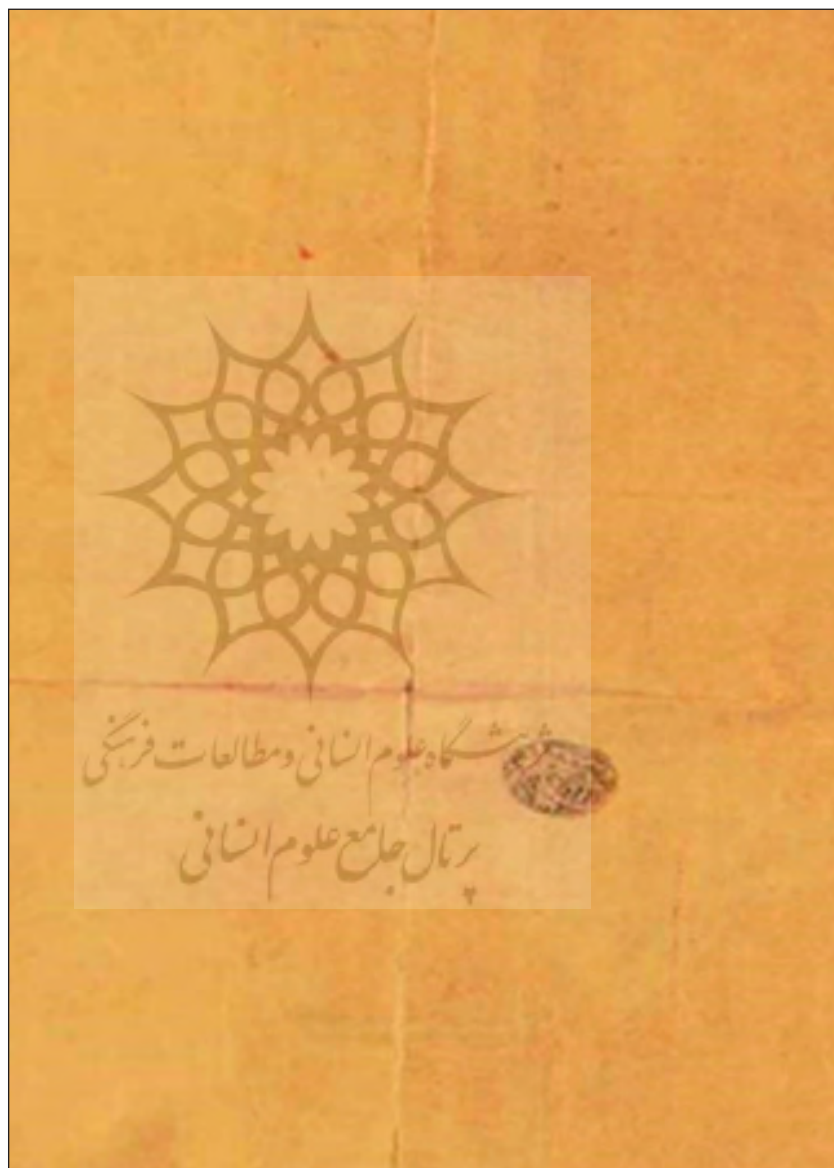 پژوهشگاه علوم انسانی و مطالعات فرهنگی
پرتال جامع علوم انسانی